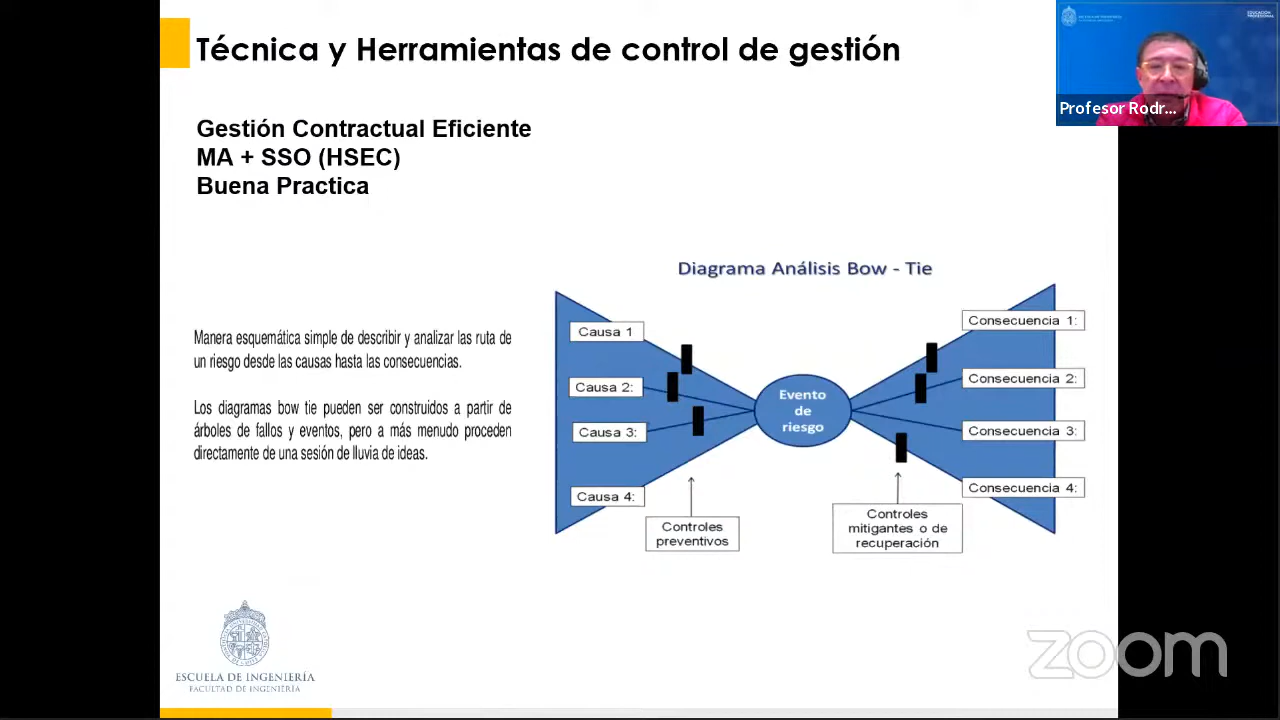 Técnica y Herramientas de control de gestión
EDUCACIÓN
PROFESIONAL
Profesor Rodr...
Gestión Contractual Eficiente
MA + SSO (HSEC)
Buena Practica
Diagrama Análisis Bow - Tie
Manera esquemática simple de describir y analizar las ruta de
un riesgo desde las causas hasta las consecuencias.
Los diagramas bow tie pueden ser construidos a partir de
árboles de fallos y eventos, pero a más menudo proceden
directamente de una sesión de lluvia de ideas.
Causa 1
Causa 2:
Causa 3:
Causa 4:
Evento
de
riesgo
Consecuencia 1:
Consecuencia 2:
Consecuencia 3:
Consecuencia 4:
Controles
preventivos
Controles
mitigantes o de
recuperación
ESCUELA DE INGENIERÍA
FACULTAD DE INGENIERÍA
zoom